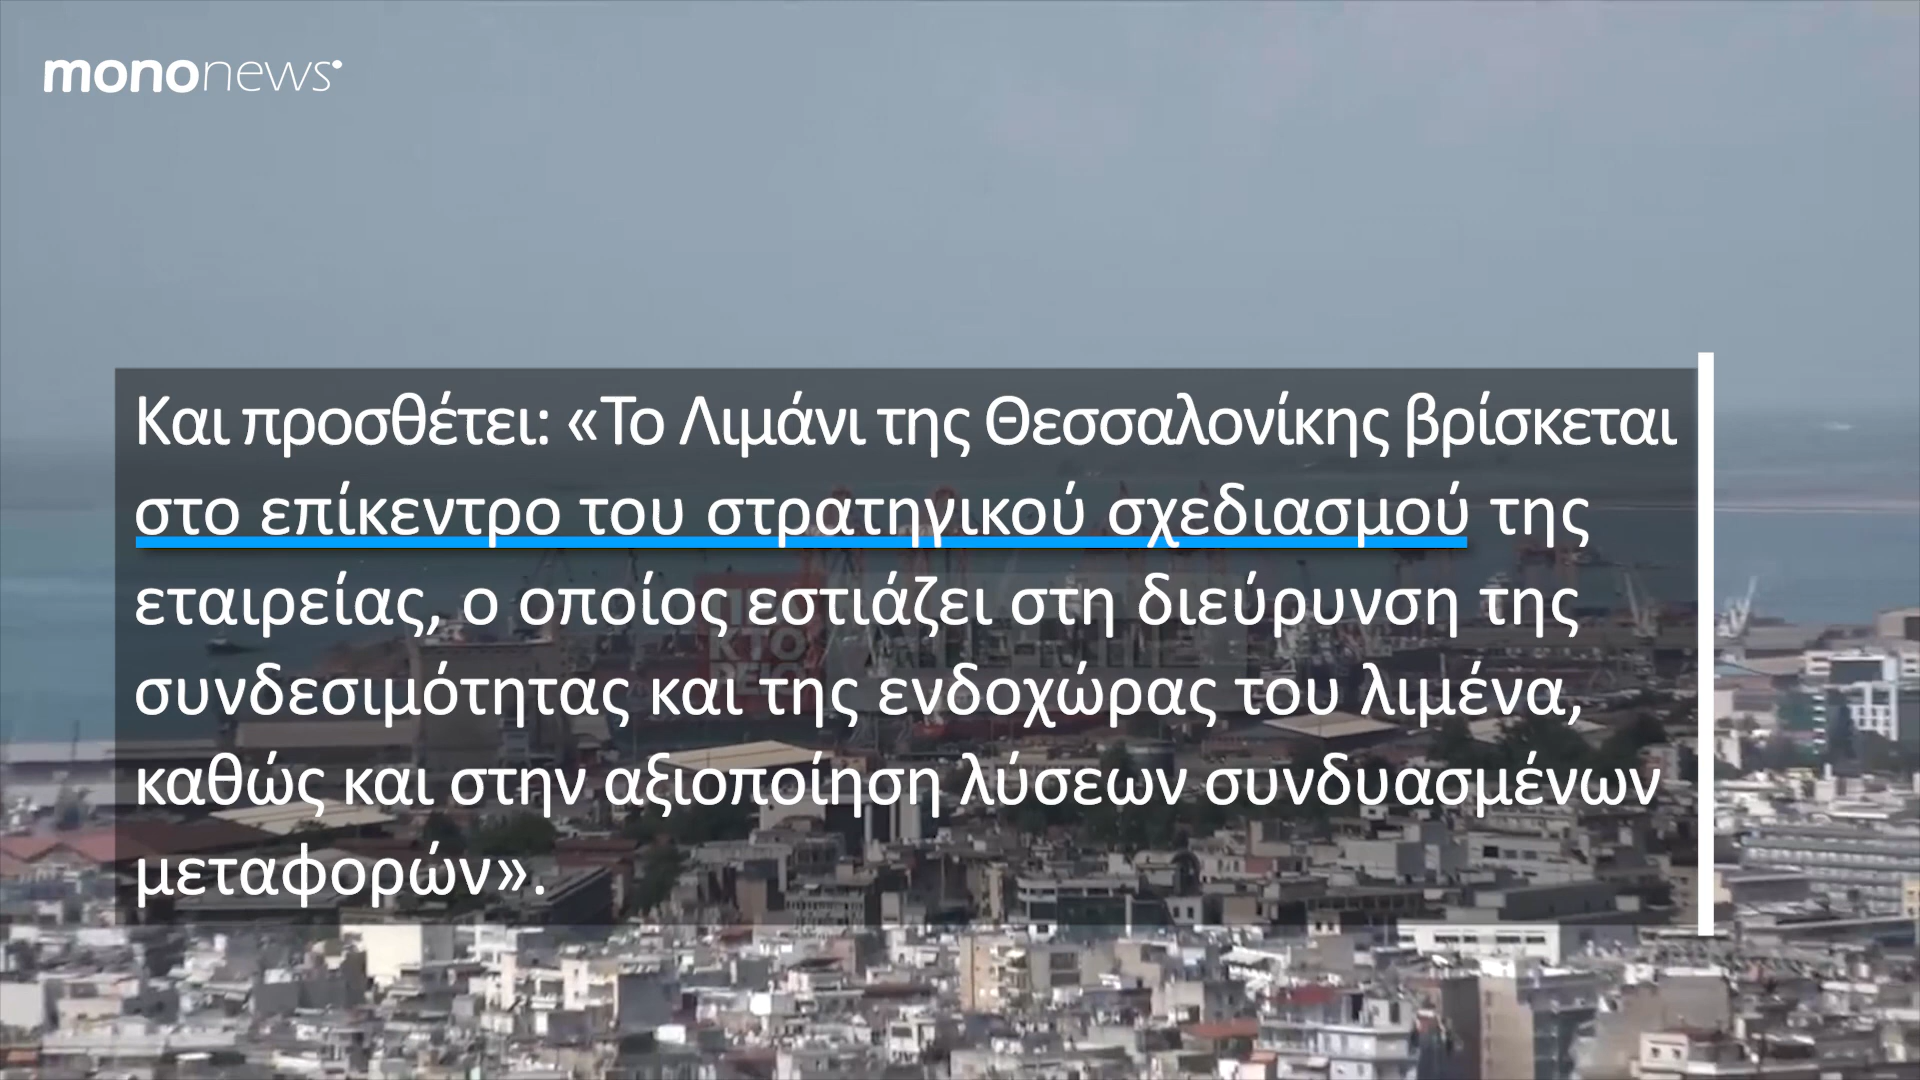 mononews
Και προσθέτει: «Το Λιμάνι της Θεσσαλονίκης βρίσκεται
στο επίκεντρο του στρατηγικού σχεδιασμού της
εταιρείας, ο οποίος εστιάζει στη διεύρυνση της
συνδεσιμότητας και της ενδοχώρας του λιμένα,
καθώς και στην αξιοποίηση λύσεων συνδυασμένων
μεταφορών».